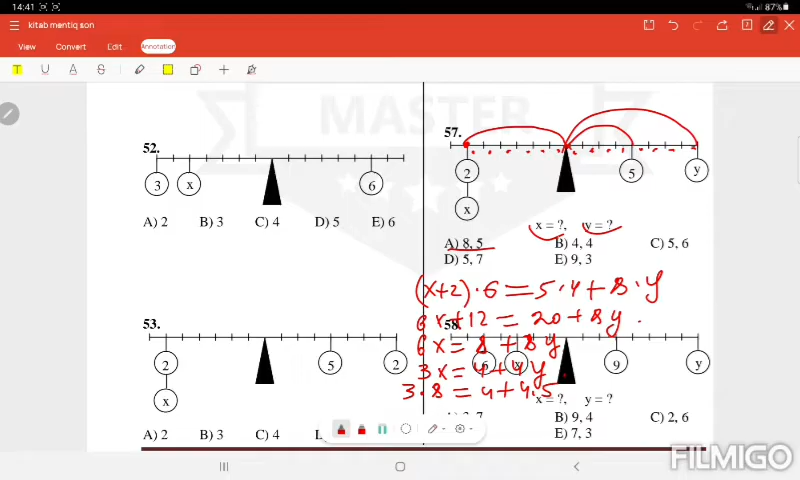 14:41
87%
kitab mentiq son
View Convert Edit Annotation
MASTER
52.
3 x 6
A) 2 B) 3 C) 4 D) 5 E) 6
53.
2 5 2
x
A) 2 B) 3 C) 4
57.
2 5 y
x
x = ?, y = ?
A) 8, 5 B) 4, 4 C) 5, 6
D) 5, 7 E) 9, 3
(x+2)·6=5·4+8·y
6x+12=20+8y.
6x=8+8y
3x=4+4y
3·8=4+4·5
58.
6 x 9 y
x = ?, y = ?
B) 9, 4 C) 2, 6
E) 7, 3
FILMIGO